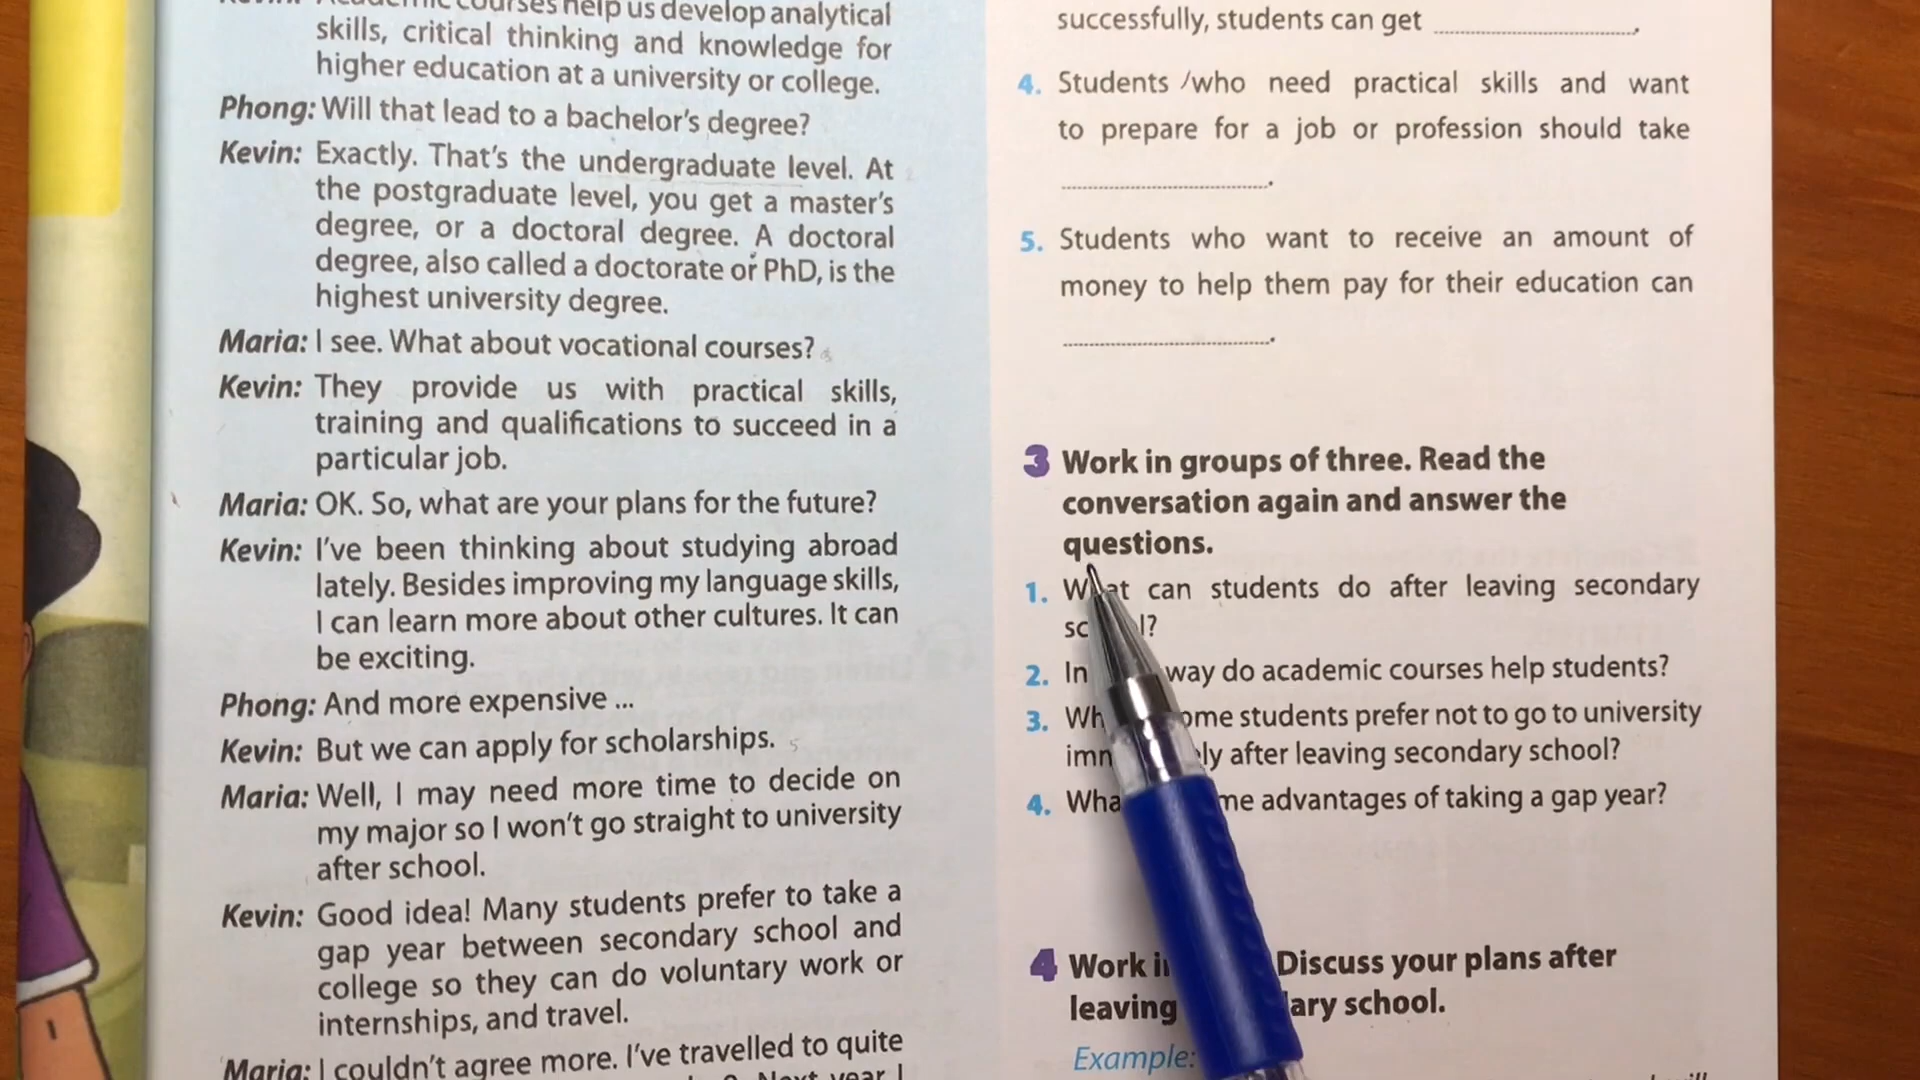 courses help us develop analytical
skills, critical thinking and knowledge for
higher education at a university or college.
Phong: Will that lead to a bachelor's degree?
Kevin: Exactly. That's the undergraduate level. At
the postgraduate level, you get a master's
degree, or a doctoral degree. A doctoral
degree, also called a doctorate or PhD, is the
highest university degree.
Maria: I see. What about vocational courses?
Kevin: They provide us with practical skills,
training and qualifications to succeed in a
particular job.
Maria: OK. So, what are your plans for the future?
Kevin: I've been thinking about studying abroad
lately. Besides improving my language skills,
I can learn more about other cultures. It can
be exciting.
Phong: And more expensive ...
Kevin: But we can apply for scholarships.
Maria: Well, I may need more time to decide on
my major so I won't go straight to university
after school.
Kevin: Good idea! Many students prefer to take a
gap year between secondary school and
college so they can do voluntary work or
internships, and travel.
Maria: I couldn't agree more. I've travelled to quite
Next year I
successfully, students can get ....................
4. Students /who need practical skills and want
to prepare for a job or profession should take
....................
5. Students who want to receive an amount of
money to help them pay for their education can
....................
3 Work in groups of three. Read the
conversation again and answer the
questions.
1. What can students do after leaving secondary
2. In way do academic courses help students?
3. students prefer not to go to university
after leaving secondary school?
4. advantages of taking a gap year?
4 Work Discuss your plans after
leaving school.
Example: